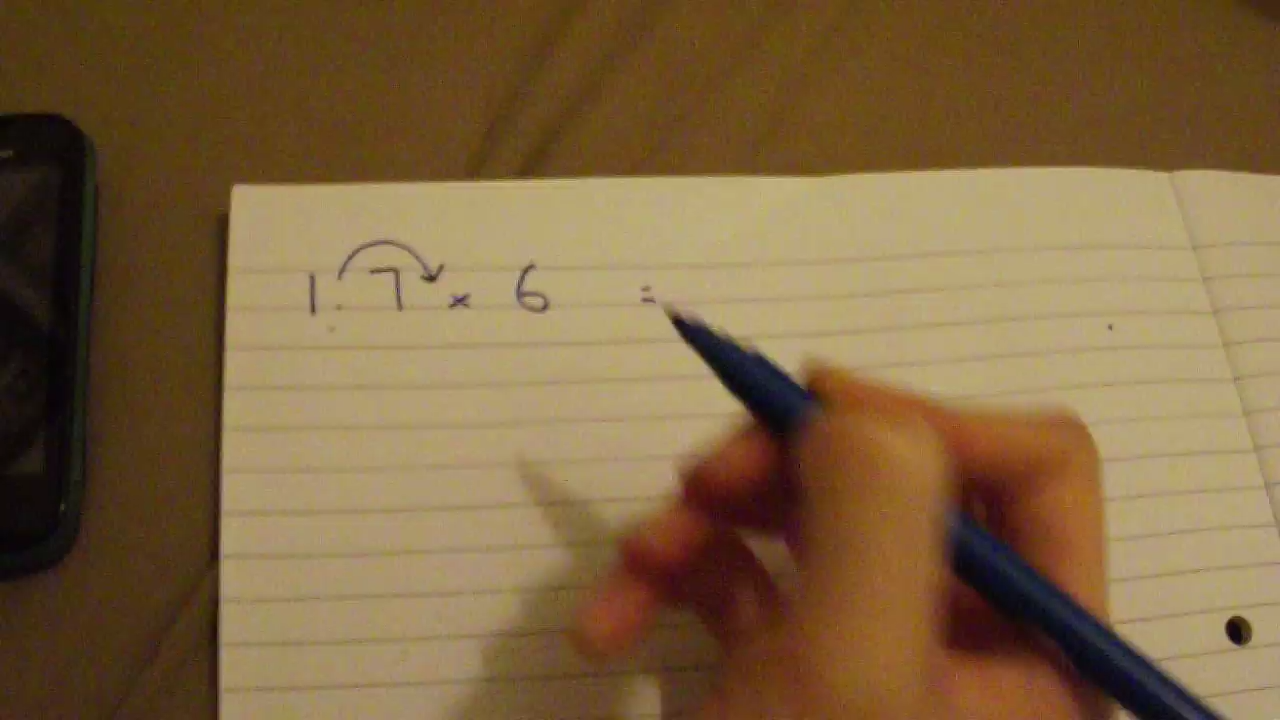 1.7 × 6 =